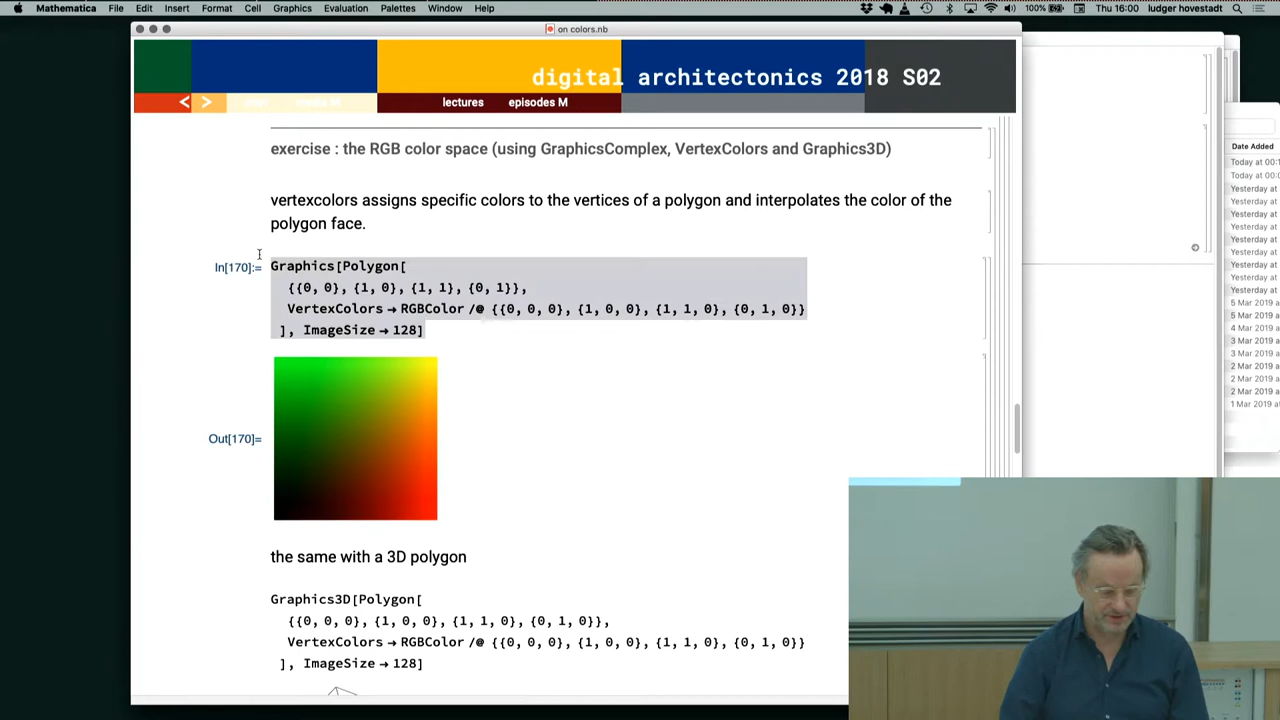 Mathematica File Edit Insert Format Cell Graphics Evaluation Palettes Window Help 100% Thu 16:00 ludger hovestadt
on colors.nb
digital architectonics 2018 S02
< > lectures episodes M
exercise : the RGB color space (using GraphicsComplex, VertexColors and Graphics3D)
vertexcolors assigns specific colors to the vertices of a polygon and interpolates the color of the
polygon face.
In[170]:= Graphics[Polygon[
{{0, 0}, {1, 0}, {1, 1}, {0, 1}},
VertexColors → RGBColor /@ {{0, 0, 0}, {1, 0, 0}, {1, 1, 0}, {0, 1, 0}}
], ImageSize → 128]
Out[170]=
the same with a 3D polygon
Graphics3D[Polygon[
{{0, 0, 0}, {1, 0, 0}, {1, 1, 0}, {0, 1, 0}},
VertexColors → RGBColor /@ {{0, 0, 0}, {1, 0, 0}, {1, 1, 0}, {0, 1, 0}}
], ImageSize → 128]
Date Added
Today at 00:1
Today at 00:
Yesterday at
Yesterday at
Yesterday at
Yesterday at
Yesterday at
Yesterday at
Yesterday at
Yesterday at
Yesterday at
5 Mar 2019 a
5 Mar 2019 a
4 Mar 2019 a
3 Mar 2019 a
3 Mar 2019 a
2 Mar 2019 a
2 Mar 2019 a
2 Mar 2019 a
1 Mar 2019 at